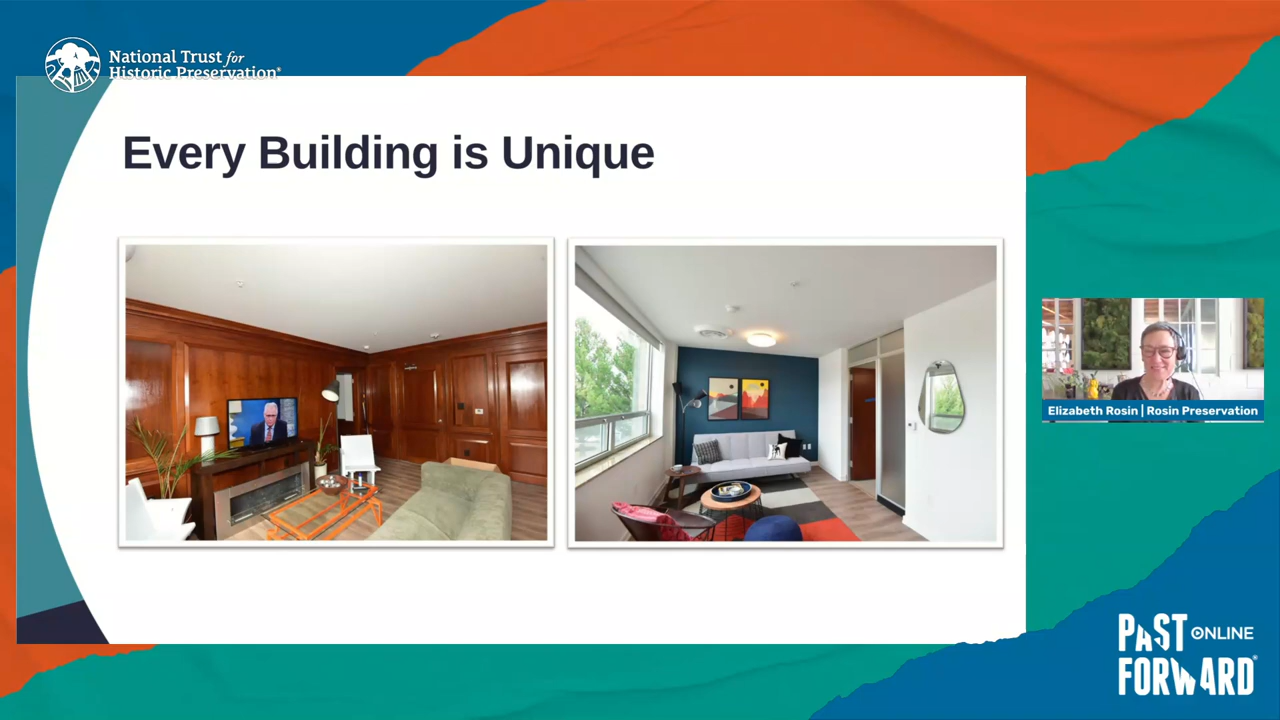 National Trust for
Historic Preservation®
Every Building is Unique
Elizabeth Rosin | Rosin Preservation
PAST ONLINE
FORWARD®